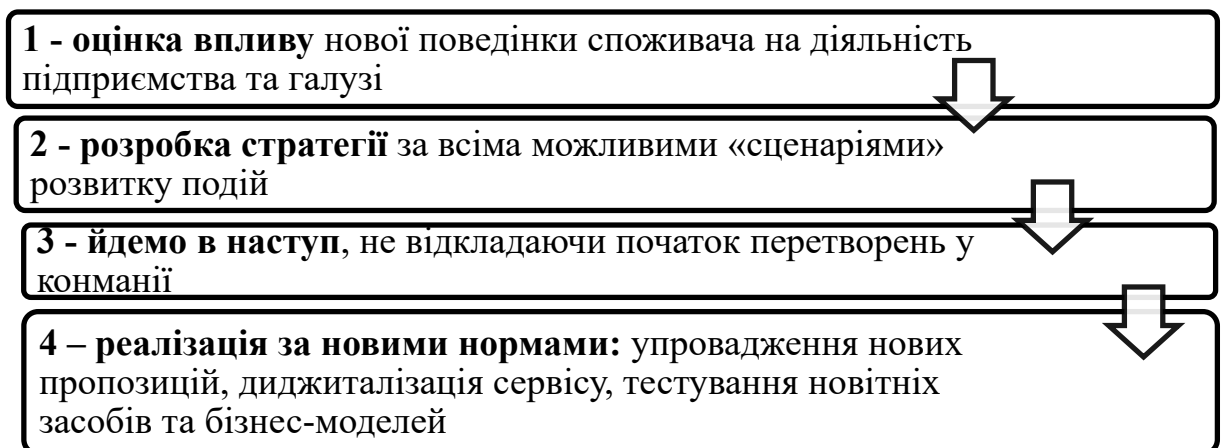 1 - оцінка впливу нової поведінки споживача на діяльність
підприємства та галузі
2 - розробка стратегії за всіма можливими «сценаріями»
розвитку подій
3 - йдемо в наступ, не відкладаючи початок перетворень у
конманії
4 – реалізація за новими нормами: упровадження нових
пропозицій, диджиталізація сервісу, тестування новітніх
засобів та бізнес-моделей